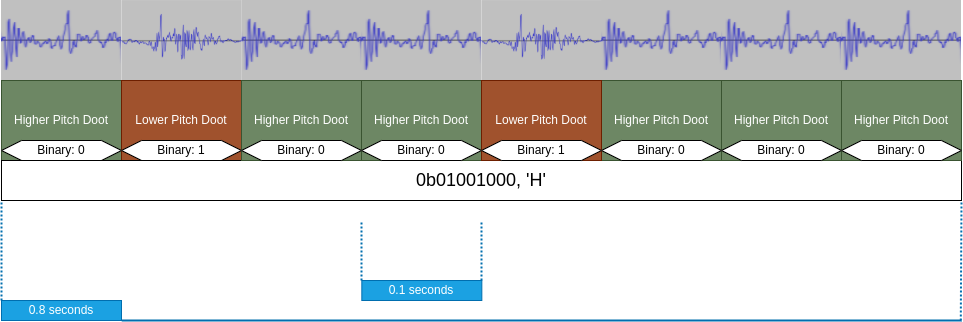 Higher Pitch Doot Lower Pitch Doot Higher Pitch Doot Higher Pitch Doot Lower Pitch Doot Higher Pitch Doot Higher Pitch Doot Higher Pitch Doot
Binary: 0 Binary: 1 Binary: 0 Binary: 0 Binary: 1 Binary: 0 Binary: 0 Binary: 0
0b01001000, 'H'
0.1 seconds
0.8 seconds